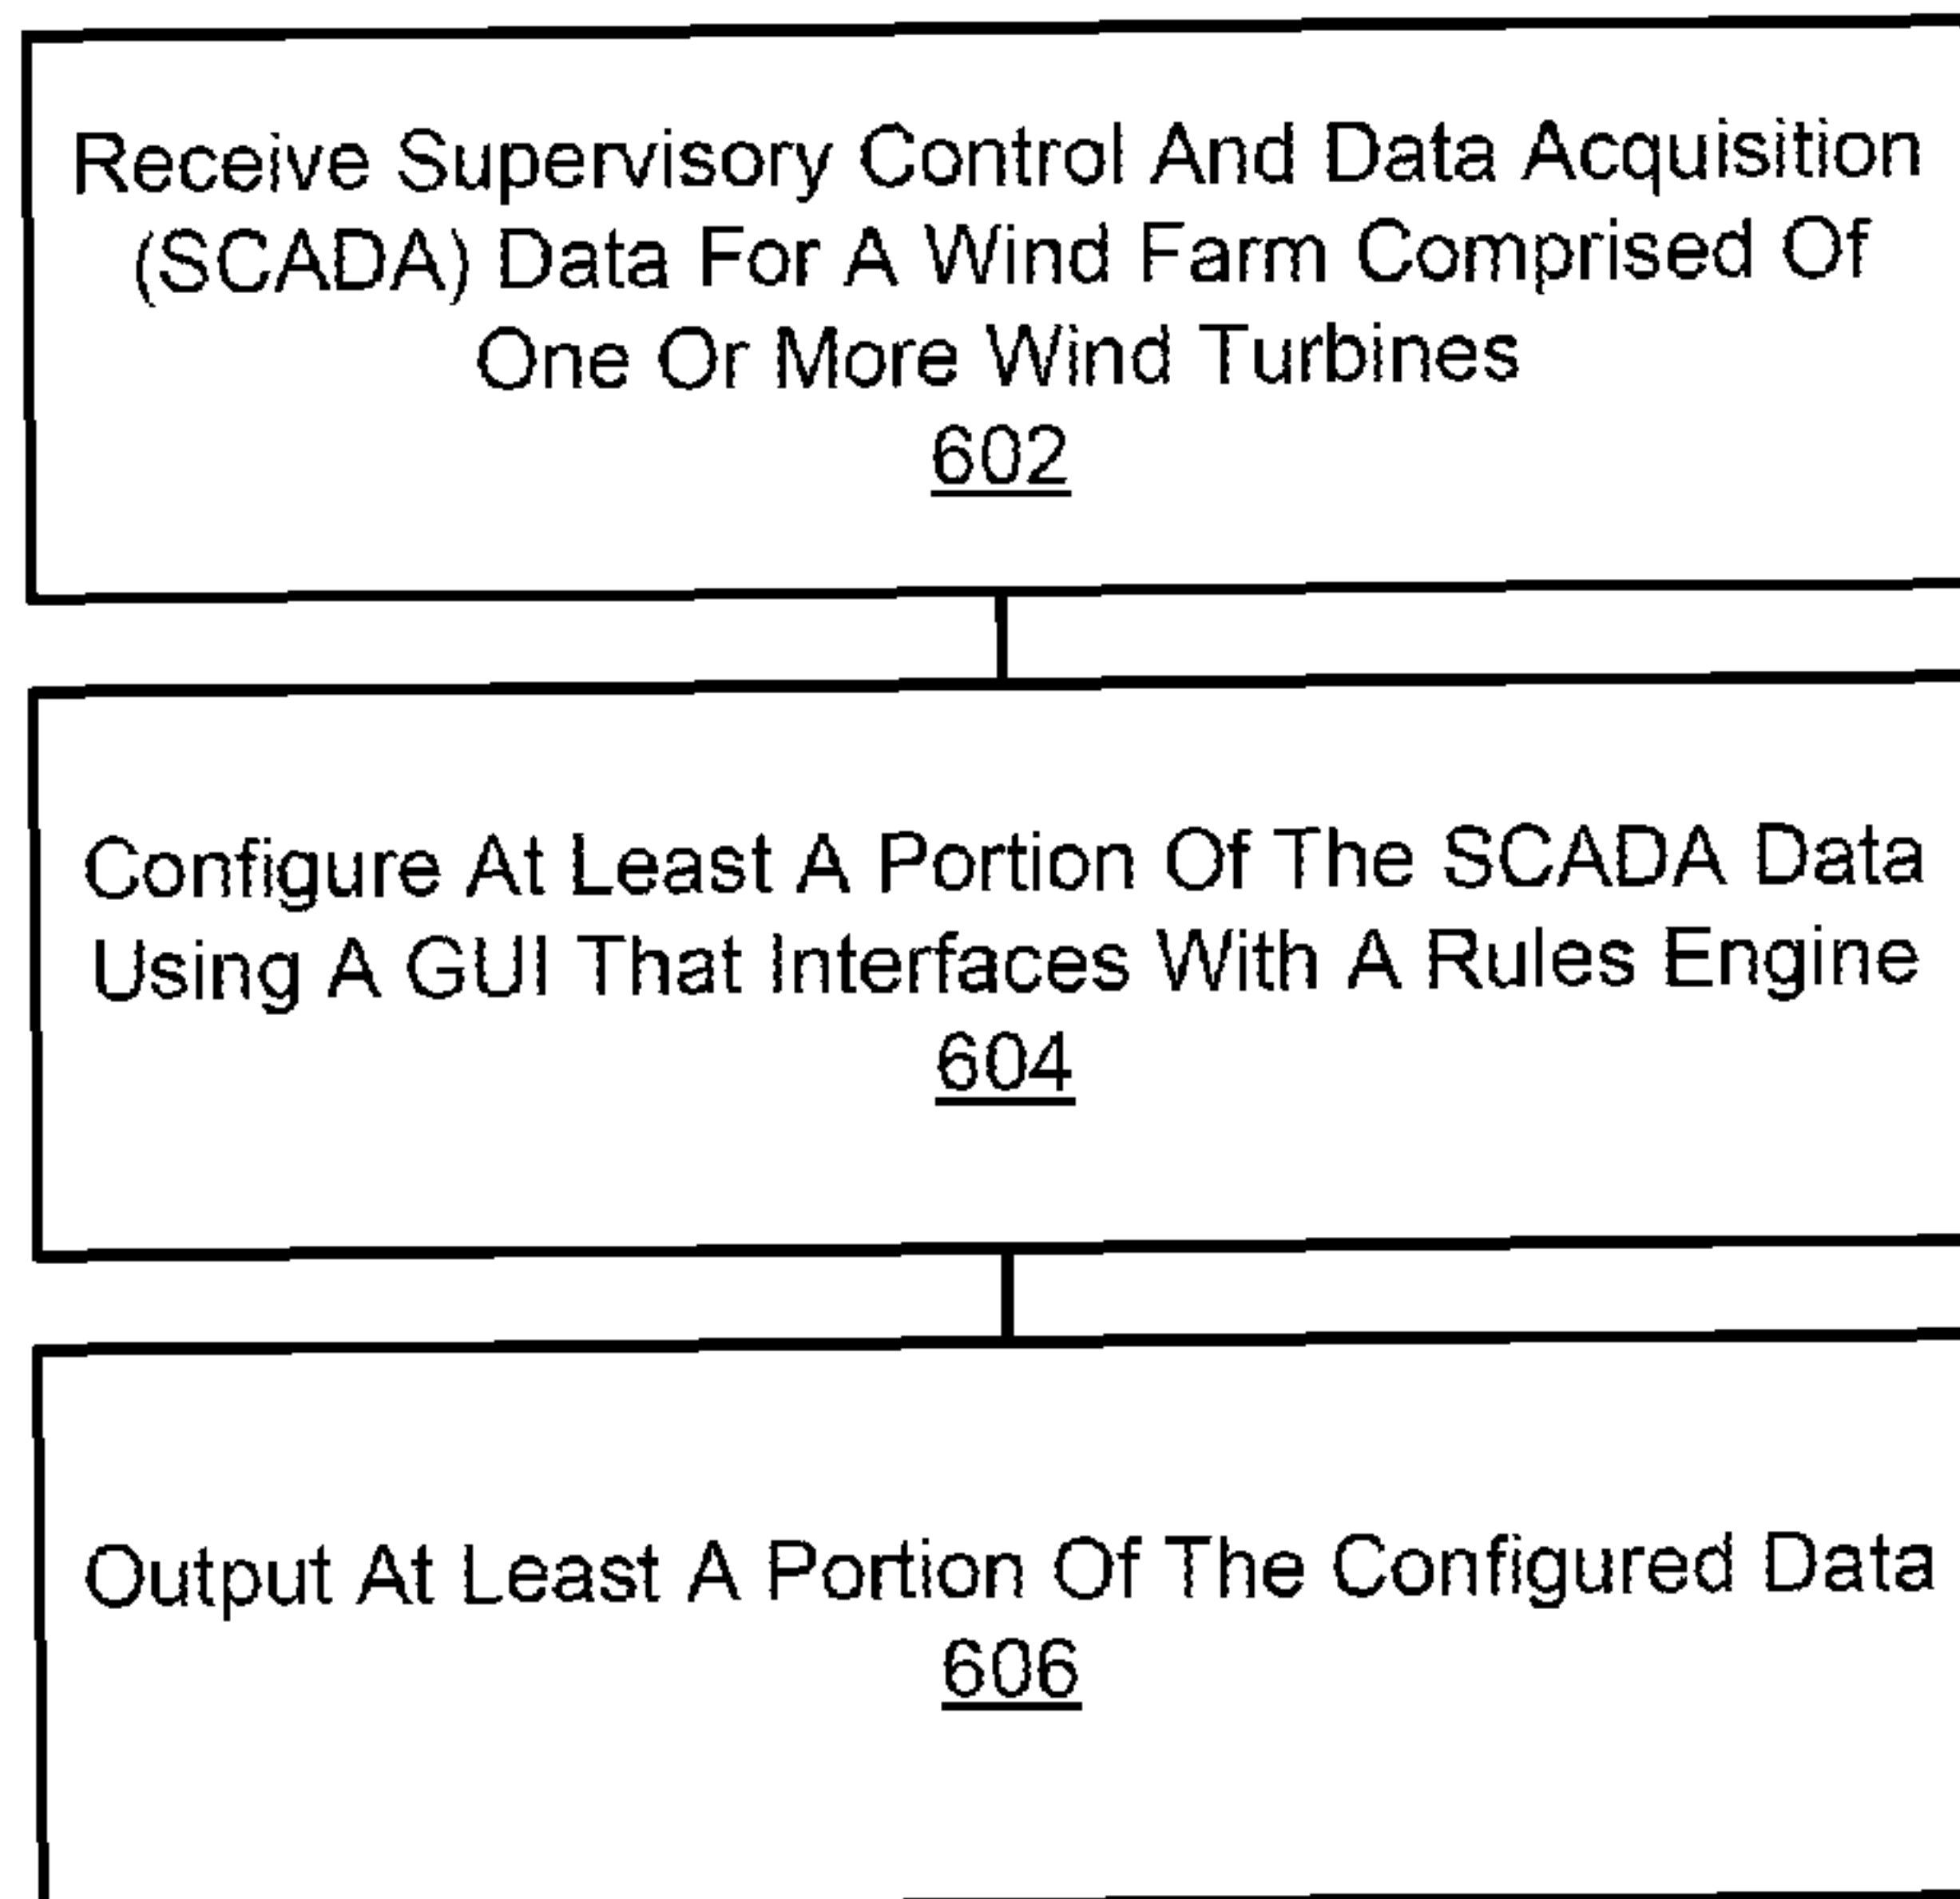 Receive Supervisory Control And Data Acquisition
(SCADA) Data For A Wind Farm Comprised Of
One Or More Wind Turbines
602
Configure At Least A Portion Of The SCADA Data
Using A GUI That Interfaces With A Rules Engine
604
Output At Least A Portion Of The Configured Data
606